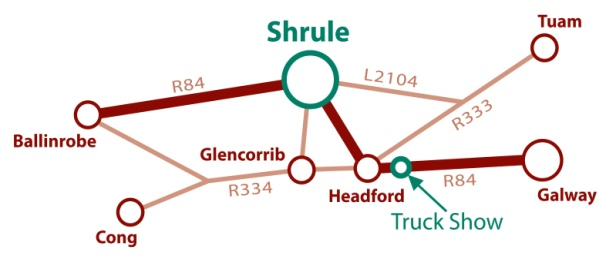 Shrule
Tuam
R84
L2104
R333
Ballinrobe
Glencorrib
R334
Headford
R84
Galway
Truck Show
Cong